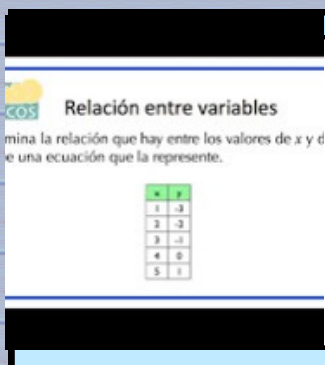 COS
Relación entre variables
mina la relación que hay entre los valores de x y d
e una ecuación que la represente.
x y
1 -3
2 -2
3 -1
4 0
5 1